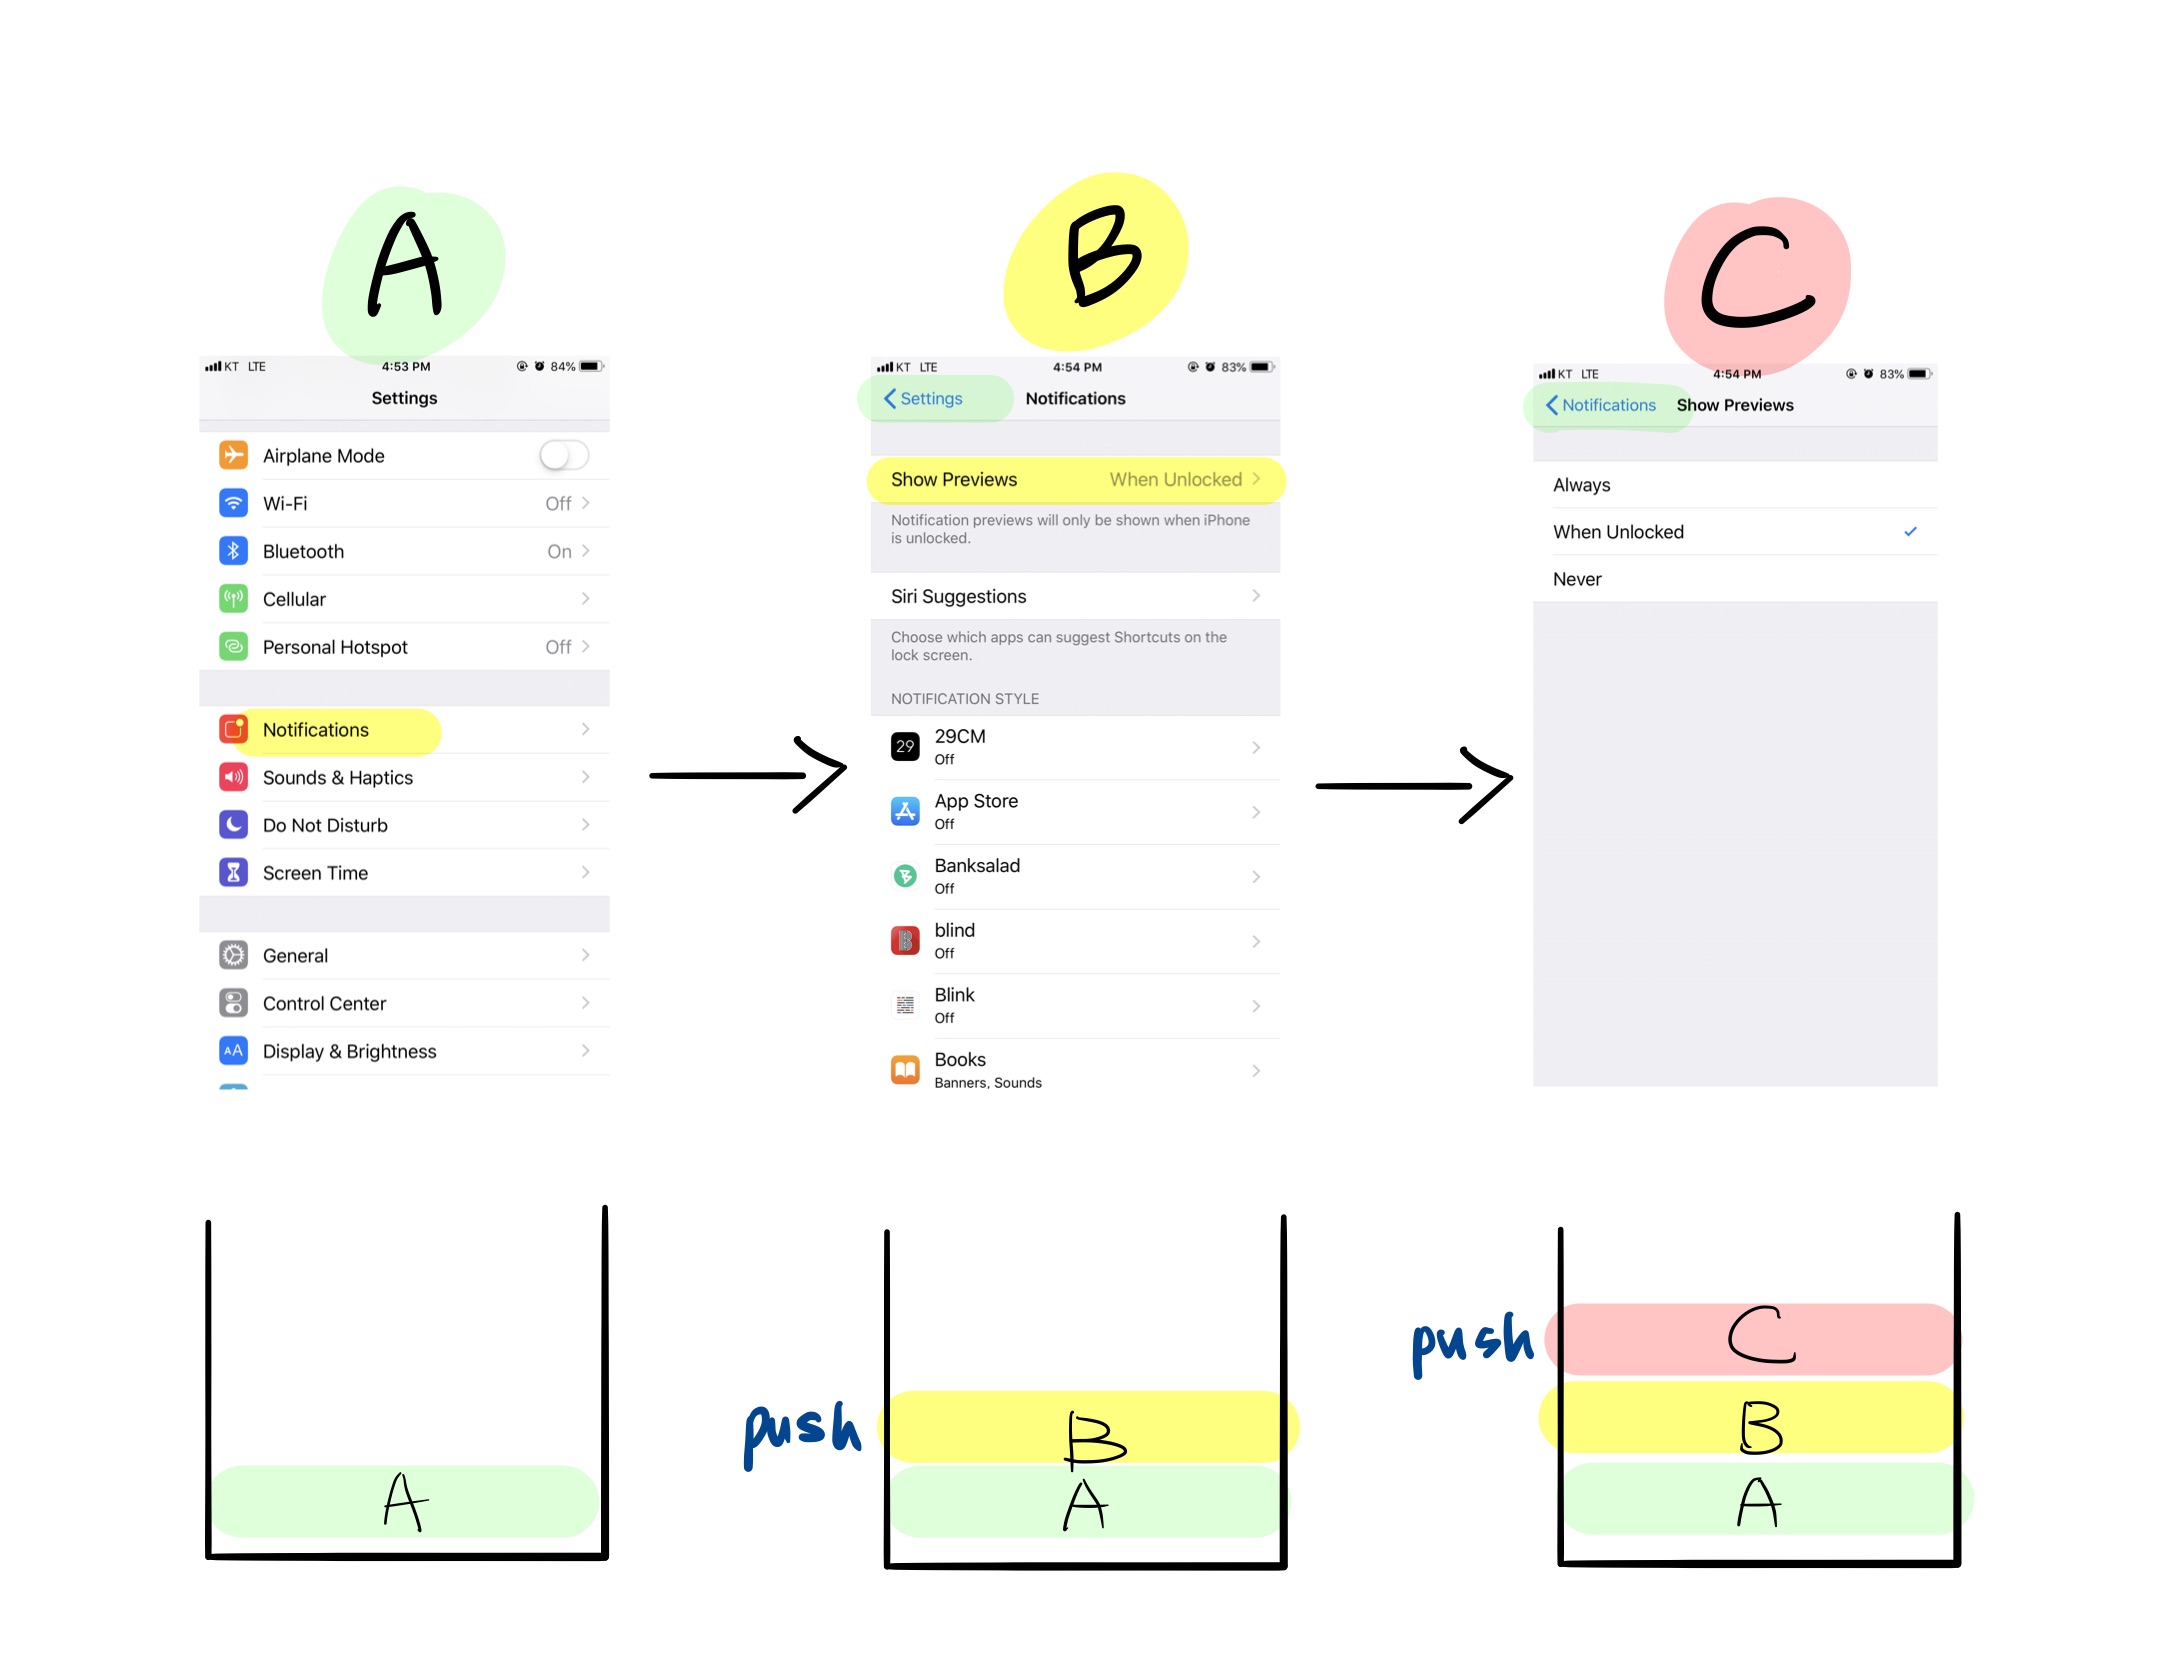 A
B
C
KT LTE 4:53 PM 84%
Settings
Airplane Mode
Wi-Fi Off
Bluetooth On
Cellular
Personal Hotspot Off
Notifications
Sounds & Haptics
Do Not Disturb
Screen Time
General
Control Center
AA Display & Brightness
KT LTE 4:54 PM 83%
Settings Notifications
Show Previews When Unlocked
Notification previews will only be shown when iPhone
is unlocked.
Siri Suggestions
Choose which apps can suggest Shortcuts on the
lock screen.
NOTIFICATION STYLE
29 29CM
Off
App Store
Off
Banksalad
Off
B blind
Off
Blink
Off
Books
Banners, Sounds
KT LTE 4:54 PM 83%
Notifications Show Previews
Always
When Unlocked
Never
A
push B
A
push C
B
A